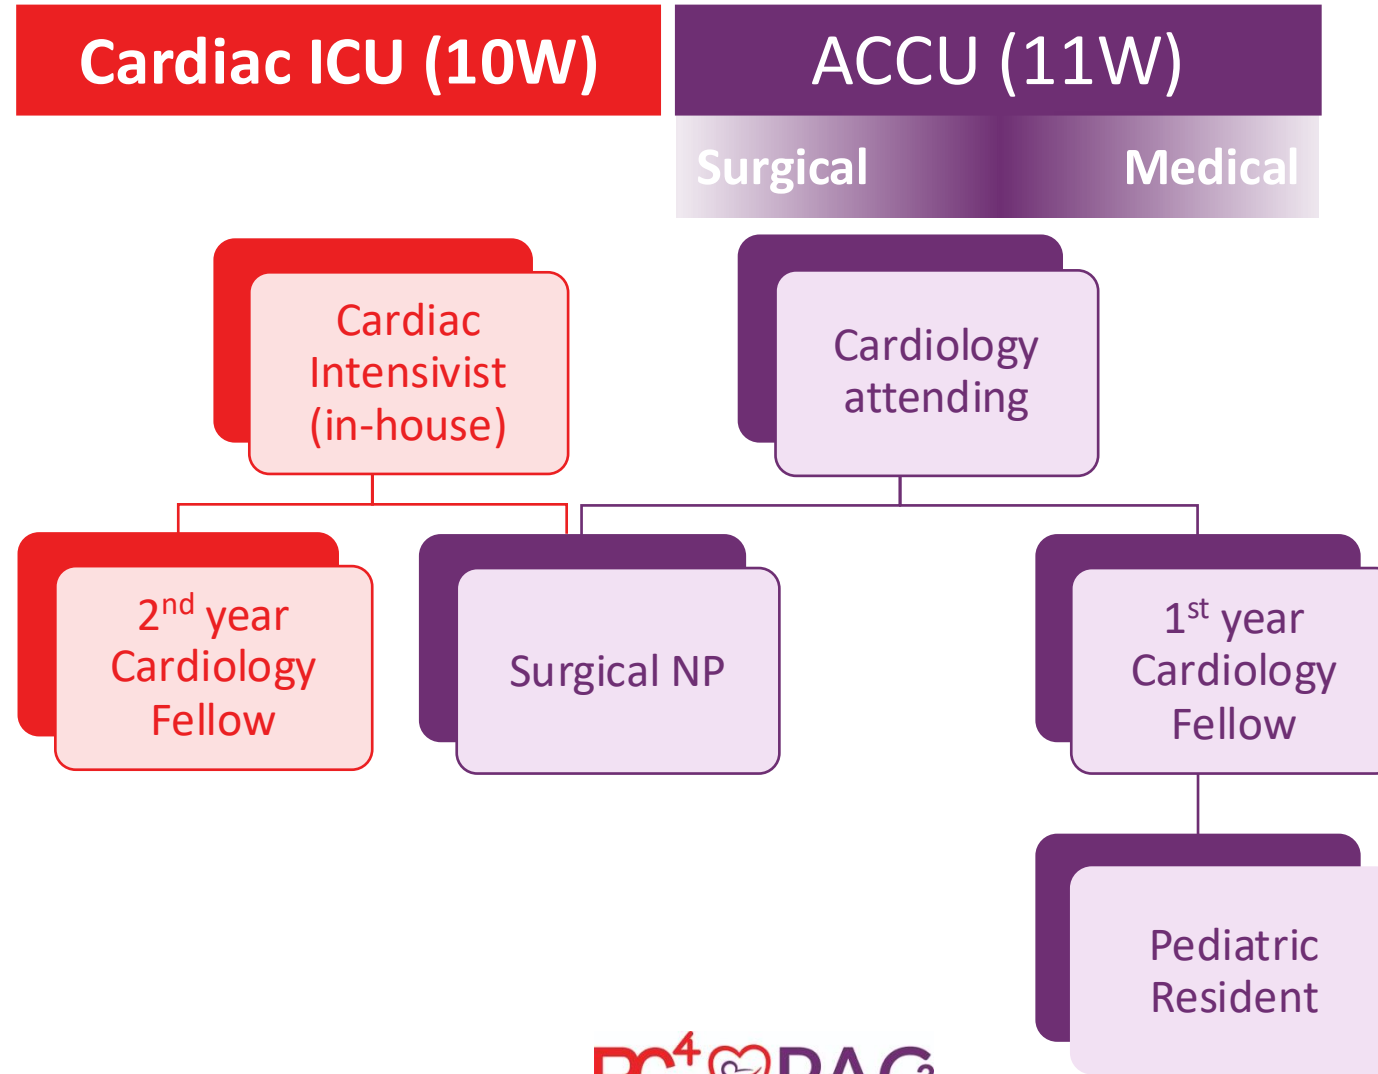 Cardiac ICU (10W)
ACCU (11W)
Surgical
Medical
Cardiac
Intensivist
(in-house)
Cardiology
attending
2nd year
Cardiology
Fellow
Surgical NP
1st year
Cardiology
Fellow
Pediatric
Resident